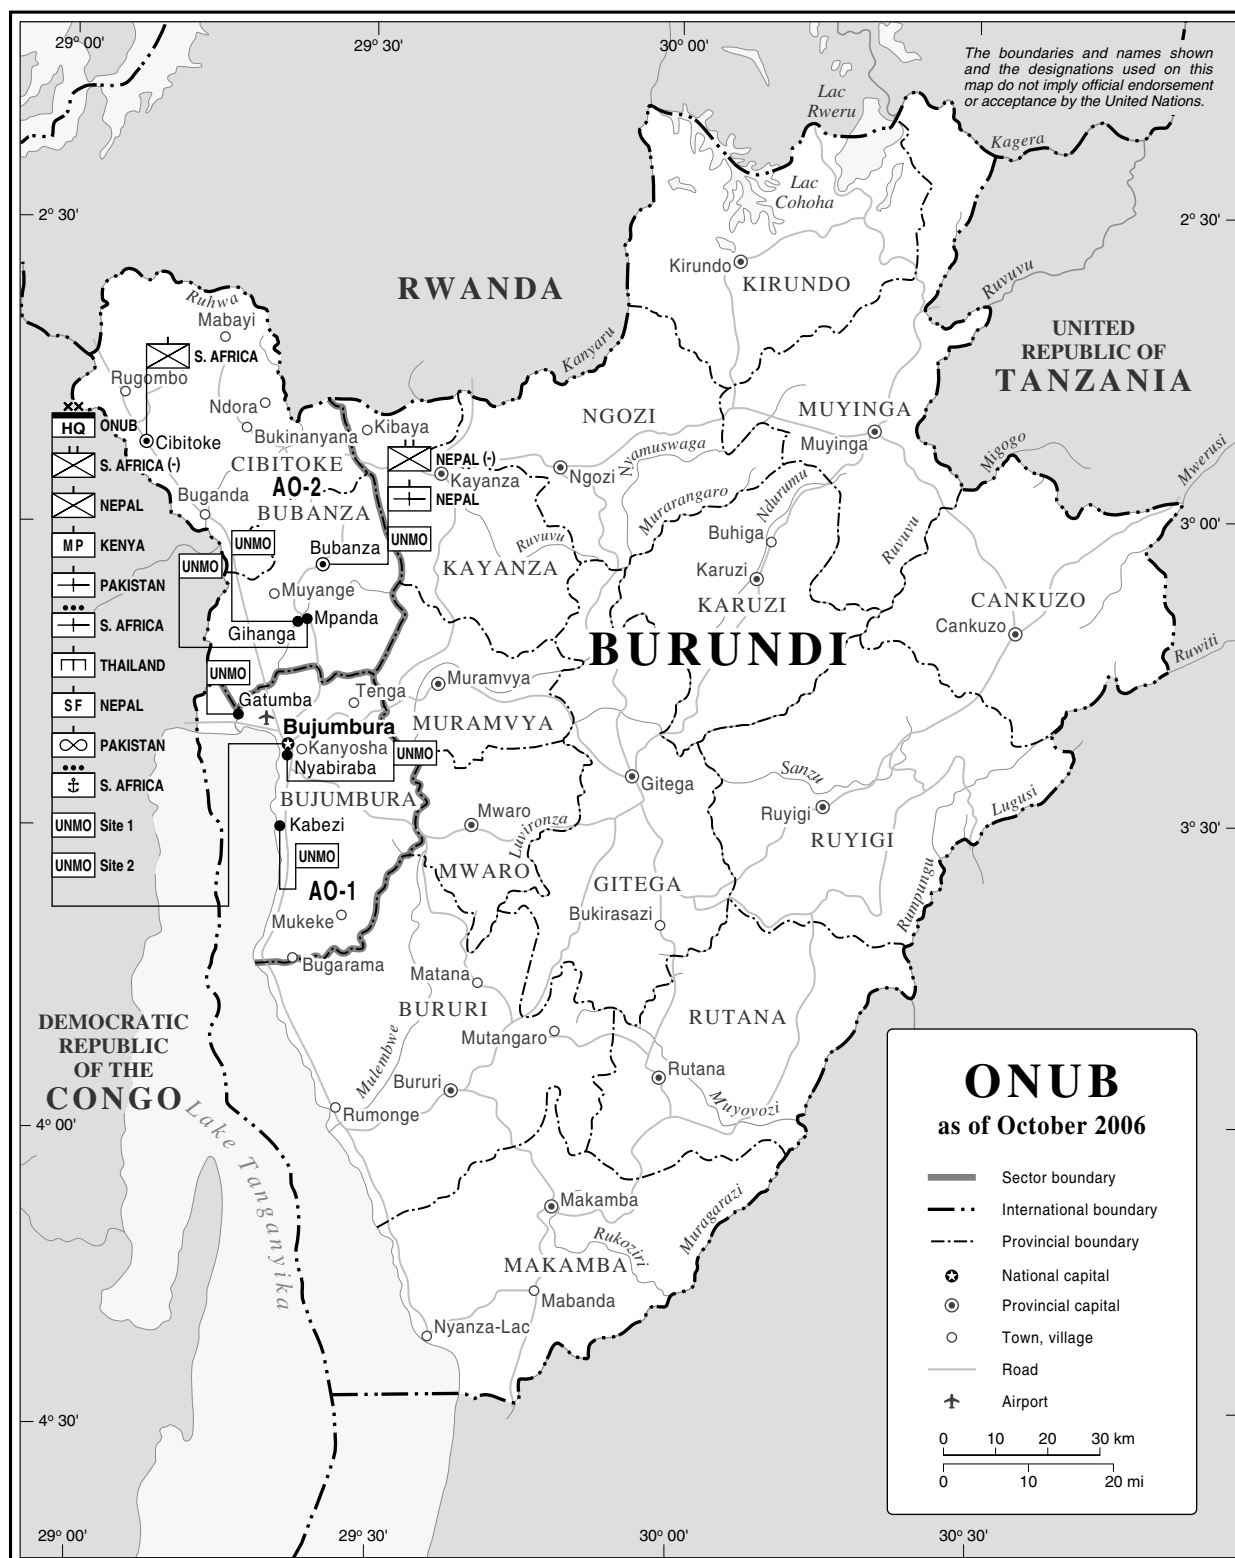 29° 00'
29° 30'
30° 00'
The boundaries and names shown
and the designations used on this
map do not imply official endorsement
or acceptance by the United Nations.
Lac
Rweru
Kagera
Lac
Cohoha
2° 30'
2° 30'
Kirundo
KIRUNDO
RWANDA
Ruvuvu
Ruhwa
Mabayi
Kanyaru
UNITED
REPUBLIC OF
TANZANIA
S. AFRICA
Rugombo
Ndora
NGOZI
MUYINGA
HQ
ONUB
Cibitoke
Bukinanyana
Kibaya
Muyinga
Nyamuswaga
Migogo
Mwerusi
S. AFRICA (-)
CIBITOKE
NEPAL (-)
Kayanza
Ngozi
AO-2
NEPAL
NEPAL
Buganda
BUBANZA
Murarangaro
Ndurumu
Ruvuvu
3° 00'
MP
KENYA
UNMO
UNMO
Bubanza
Ruvuvu
Buhiga
UNMO
KAYANZA
Karuzi
PAKISTAN
Muyange
KARUZI
CANKUZO
S. AFRICA
Gihanga
Mpanda
Cankuzo
BURUNDI
Ruwiti
THAILAND
UNMO
Muramvya
SF
NEPAL
Gatumba
Tenga
MURAMVYA
Bujumbura
PAKISTAN
Kanyosha
UNMO
Nyabiraba
Gitega
Sanzu
S. AFRICA
BUJUMBURA
Lugusi
UNMO
Site 1
Kabezi
Mwaro
Luvironza
Ruyigi
3° 30'
RUYIGI
UNMO
Site 2
UNMO
MWARO
GITEGA
AO-1
Rumpungu
Mukeke
Bukirasazi
Bugarama
Matana
BURURI
RUTANA
DEMOCRATIC
REPUBLIC
OF THE
CONGO
Mutangaro
Mulembwe
Bururi
Rutana
Rumonge
Muyovozi
4° 00'
Lake Tanganyika
Makamba
Muragarazi
Rukoziri
MAKAMBA
Mabanda
Nyanza-Lac
4° 30'
ONUB
as of October 2006
Sector boundary
International boundary
Provincial boundary
National capital
Provincial capital
Town, village
Road
Airport
0 10 20 30 km
0 10 20 mi
29° 00'
29° 30'
30° 00'
30° 30'